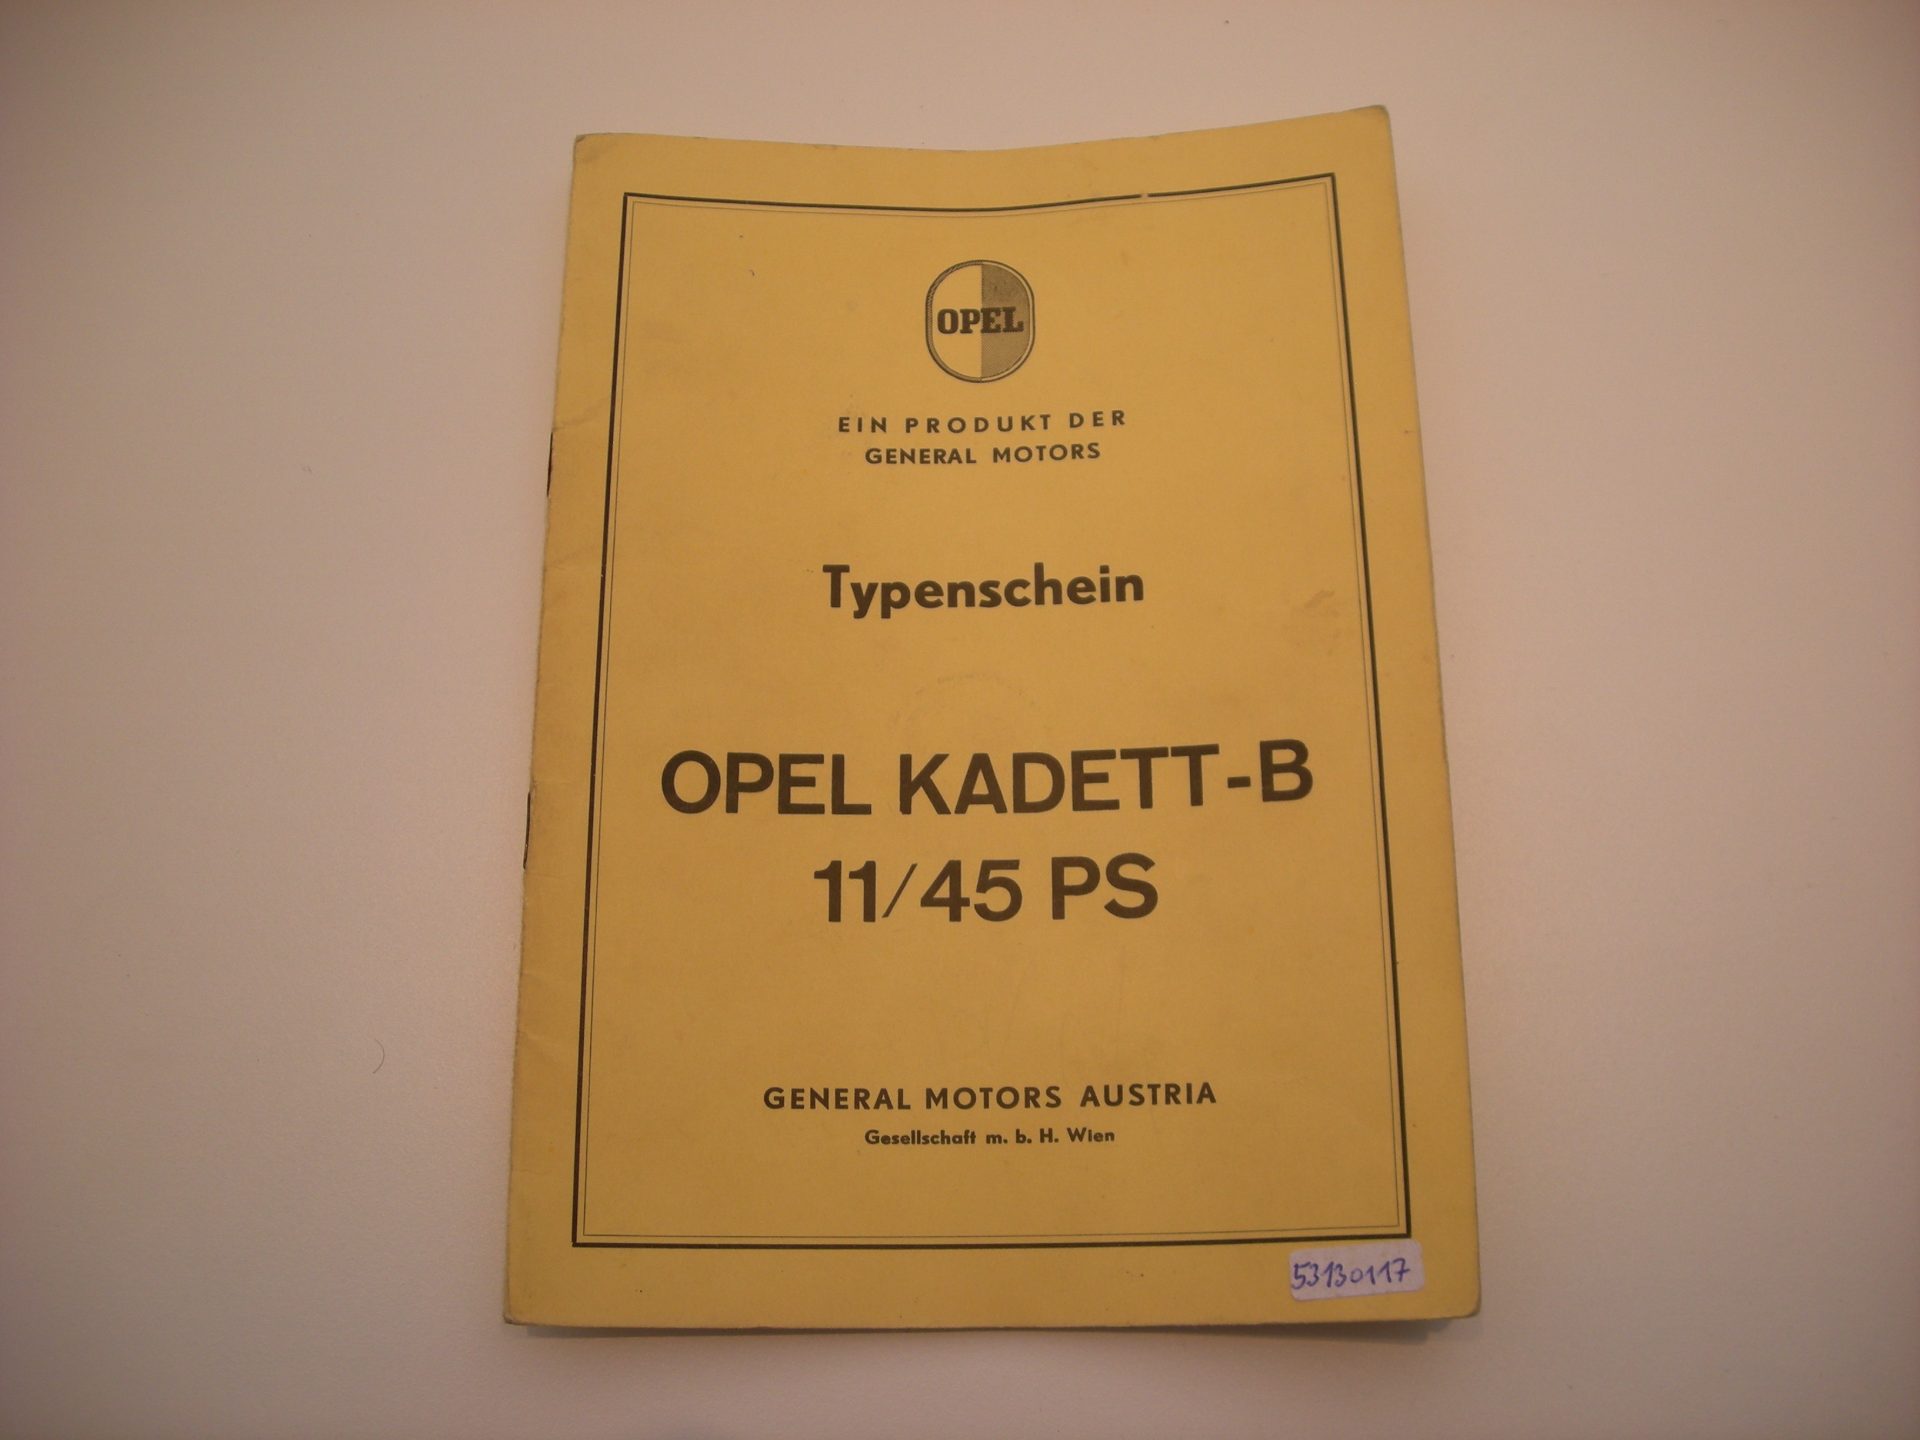 OPEL
EIN PRODUKT DER
GENERAL MOTORS
Typenschein
OPEL KADETT-B
11/45 PS
GENERAL MOTORS AUSTRIA
Gesellschaft m. b. H. Wien
53130117